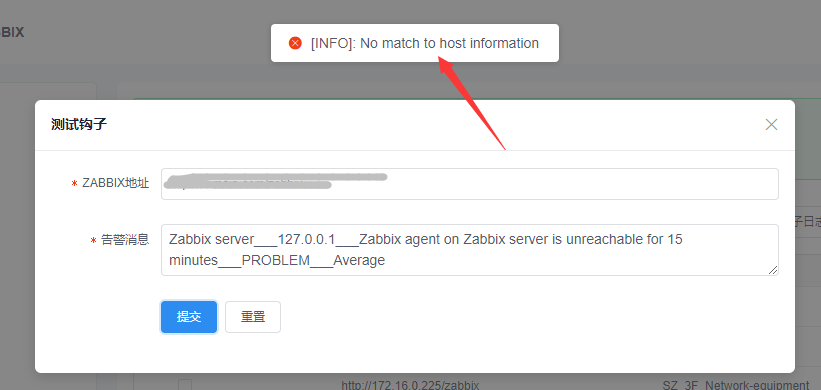 BIX
[INFO]: No match to host information
测试钩子
* ZABBIX地址
* 告警消息
Zabbix server___127.0.0.1___Zabbix agent on Zabbix server is unreachable for 15
minutes___PROBLEM___Average
子日志
提交
重置
http://172.16.0.225/zabbix
SZ_3F_Network-equipment